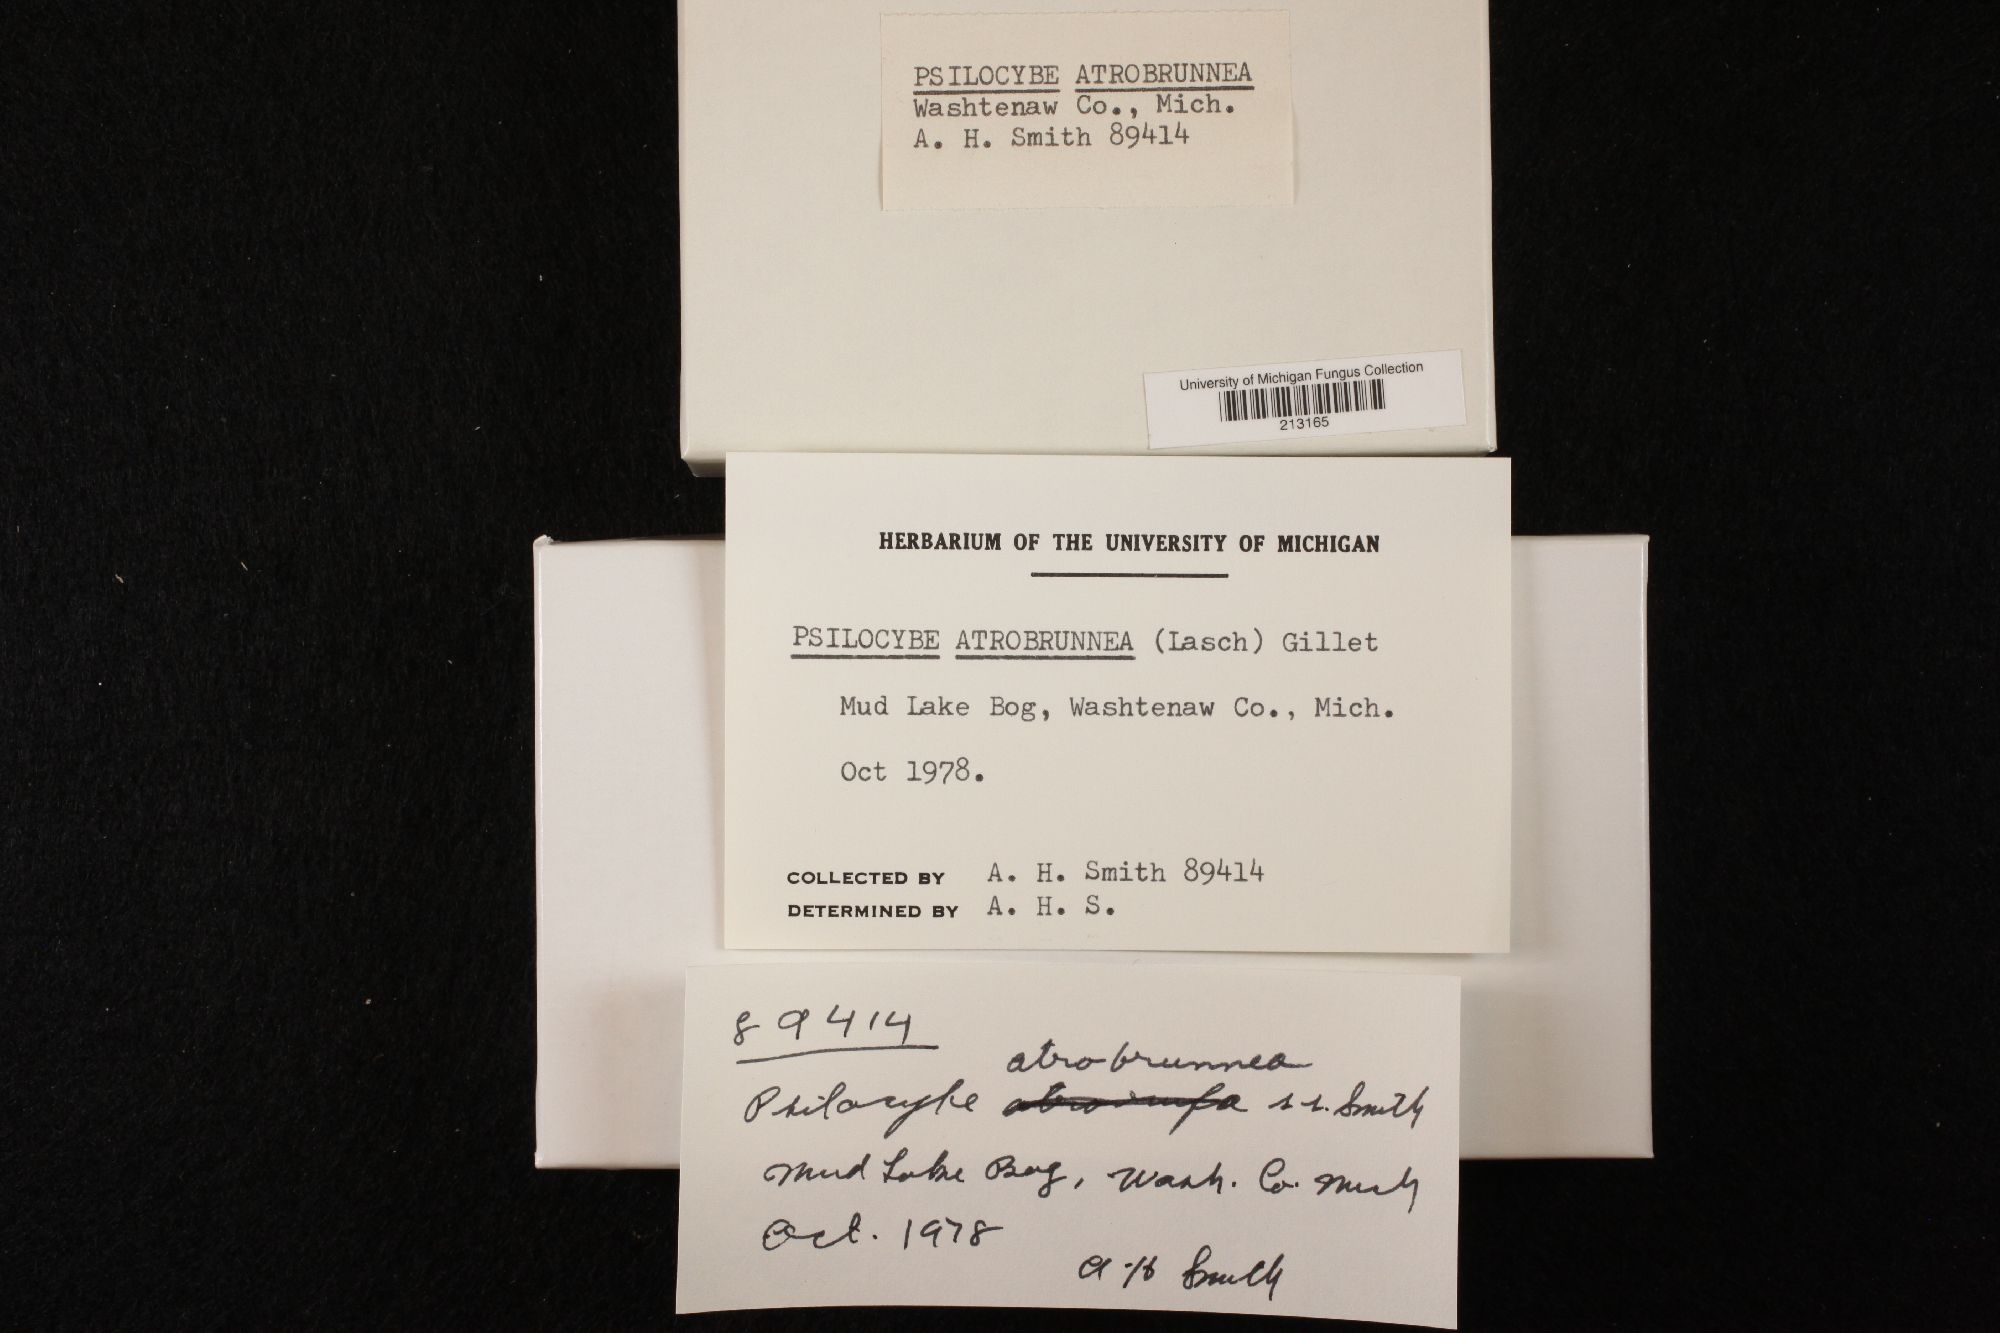 PSILOCYBE ATROBRUNNEA
Washtenaw Co., Mich.
A. H. Smith 89414
University of Michigan Fungus Collection
213165
HERBARIUM OF THE UNIVERSITY OF MICHIGAN
PSILOCYBE ATROBRUNNEA (Lasch) Gillet
Mud Lake Bog, Washtenaw Co., Mich.
Oct 1978.
COLLECTED BY A. H. Smith 89414
DETERMINED BY A. H. S.
89414
atrobrunnea
Psilocybe s.s. Smith
Mud Lake Bog, Wash. Co. Mich
Oct. 1978
A H Smith